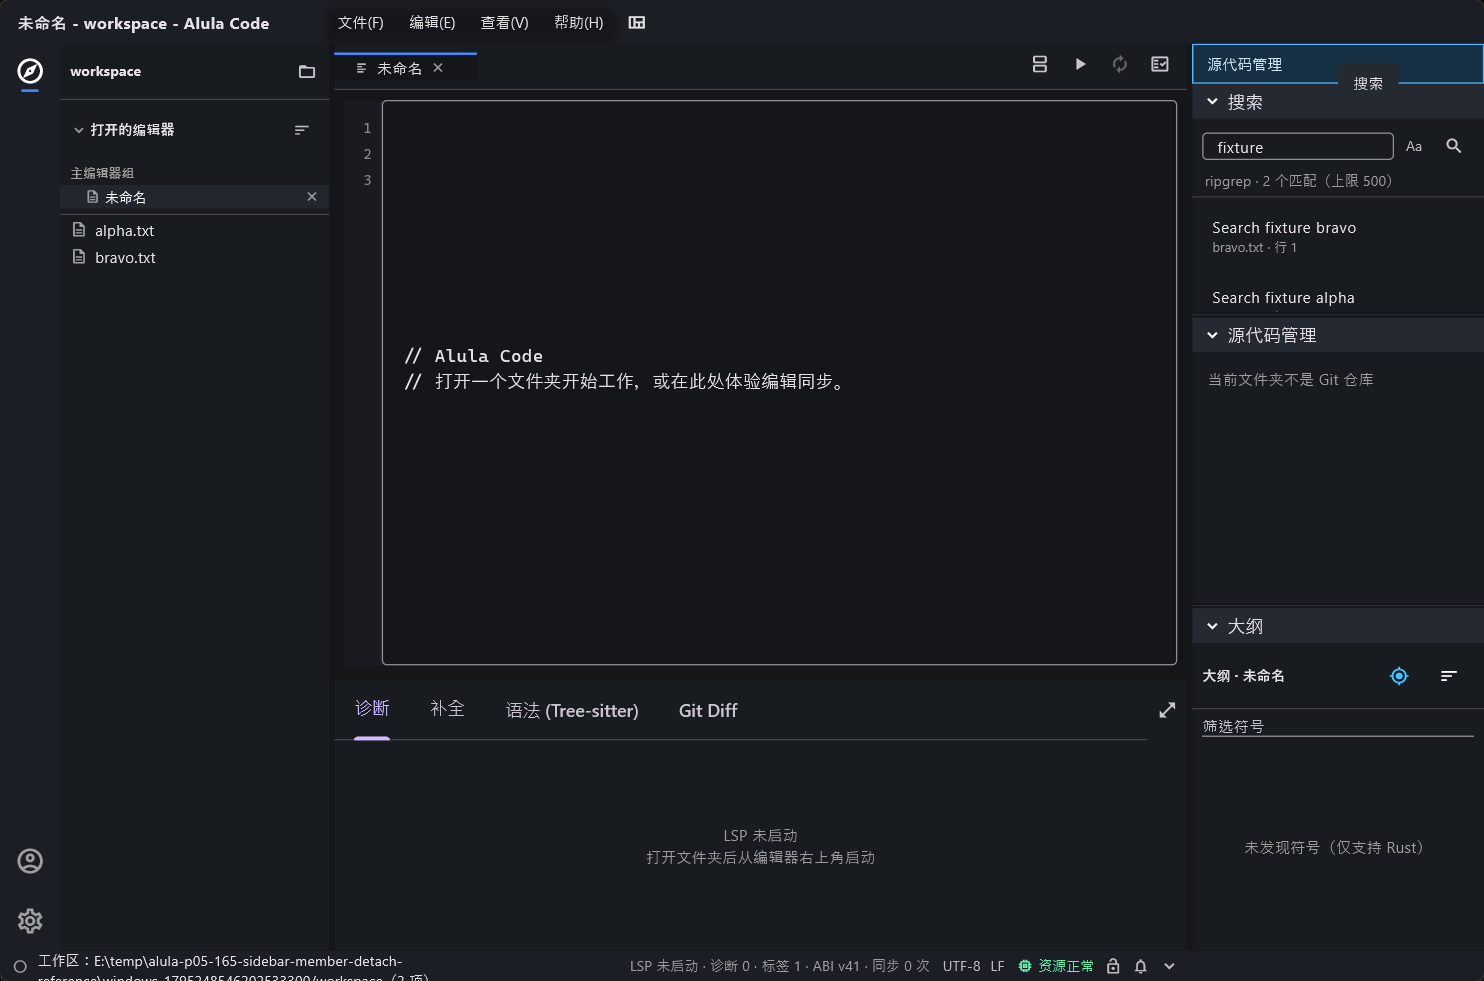 未命名 - workspace - Alula Code
文件(F) 编辑(E) 查看(V) 帮助(H)
workspace
打开的编辑器
主编辑器组
未命名
alpha.txt
bravo.txt
未命名
1
2
3
// Alula Code
// 打开一个文件夹开始工作，或在此处体验编辑同步。
诊断 补全 语法 (Tree-sitter) Git Diff
LSP 未启动
打开文件夹后从编辑器右上角启动
源代码管理
搜索
搜索
fixture Aa
ripgrep · 2 个匹配（上限 500）
Search fixture bravo
bravo.txt · 行 1
Search fixture alpha
源代码管理
当前文件夹不是 Git 仓库
大纲
大纲 · 未命名
筛选符号
未发现符号（仅支持 Rust）
工作区：E:\temp\alula-p05-165-sidebar-member-detach-
LSP 未启动 · 诊断 0 · 标签 1 · ABI v41 · 同步 0 次 UTF-8 LF 资源正常